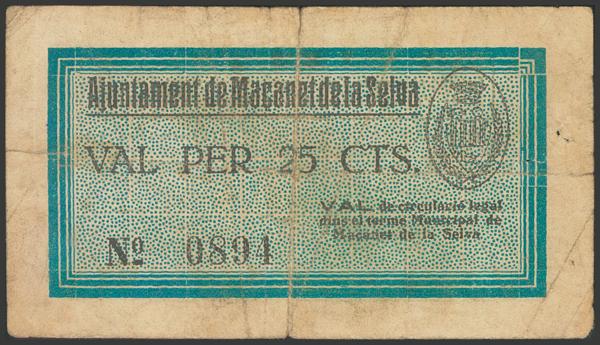 Ajuntament de Maçanet de la Selva
VAL PER 25 CTS.
VAL de circulació legal
dins el terme Municipal de
Maçanet de la Selva
Nº 0894